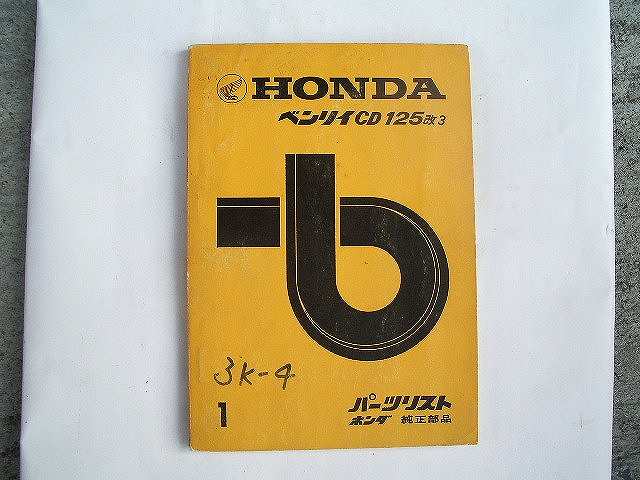 HONDA
ベンリイCD125改3
3K-4
1
パーツリスト
ホンダ 純正部品